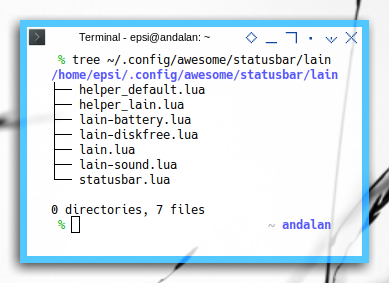 Terminal - epsi@andalan: ~
% tree ~/.config/awesome/statusbar/lain
/home/epsi/.config/awesome/statusbar/lain
├── helper_default.lua
├── helper_lain.lua
├── lain-battery.lua
├── lain-diskfree.lua
├── lain.lua
├── lain-sound.lua
└── statusbar.lua
0 directories, 7 files
% ~ andalan